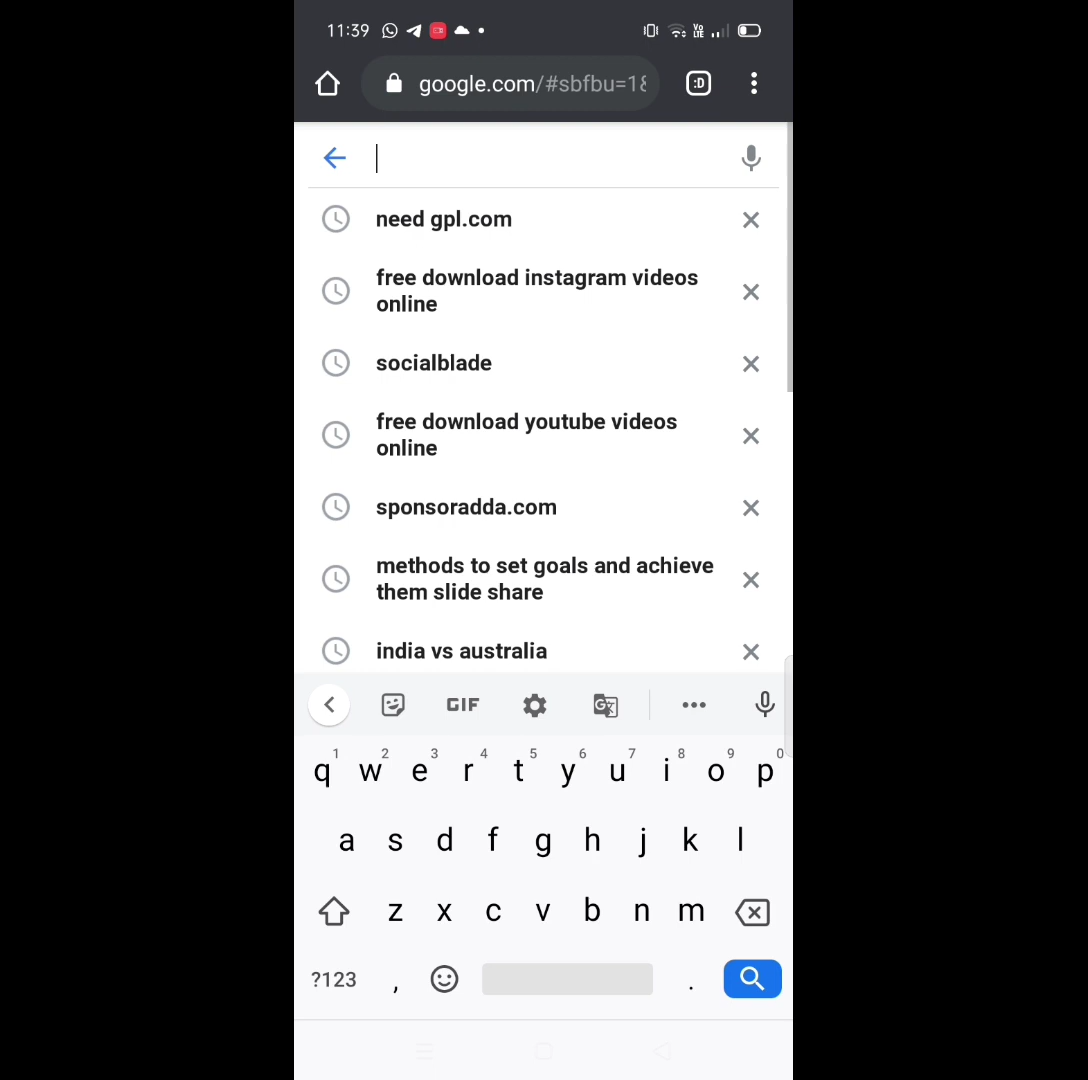 11:39
Vo
LTE
google.com/#sbfbu=1&
:D
need gpl.com
free download instagram videos
online
socialblade
free download youtube videos
online
sponsoradda.com
methods to set goals and achieve
them slide share
india vs australia
GIF
G
1 2 3 4 5 6 7 8 9 0
q w e r t y u i o p
a s d f g h j k l
z x c v b n m
?123 , .